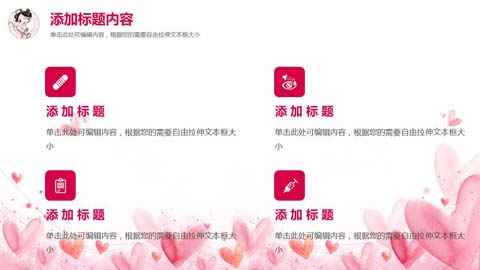 添加标题内容
单击此处可编辑内容，根据您的需要自由拉伸文本框大小
添加标题
单击此处可编辑内容，根据您的需要自由拉伸文本框大
小
添加标题
单击此处可编辑内容，根据您的需要自由拉伸文本框大
小
添加标题
单击此处可编辑内容，根据您的需要自由拉伸文本框大
小
添加标题
单击此处可编辑内容，根据您的需要自由拉伸文本框大
小